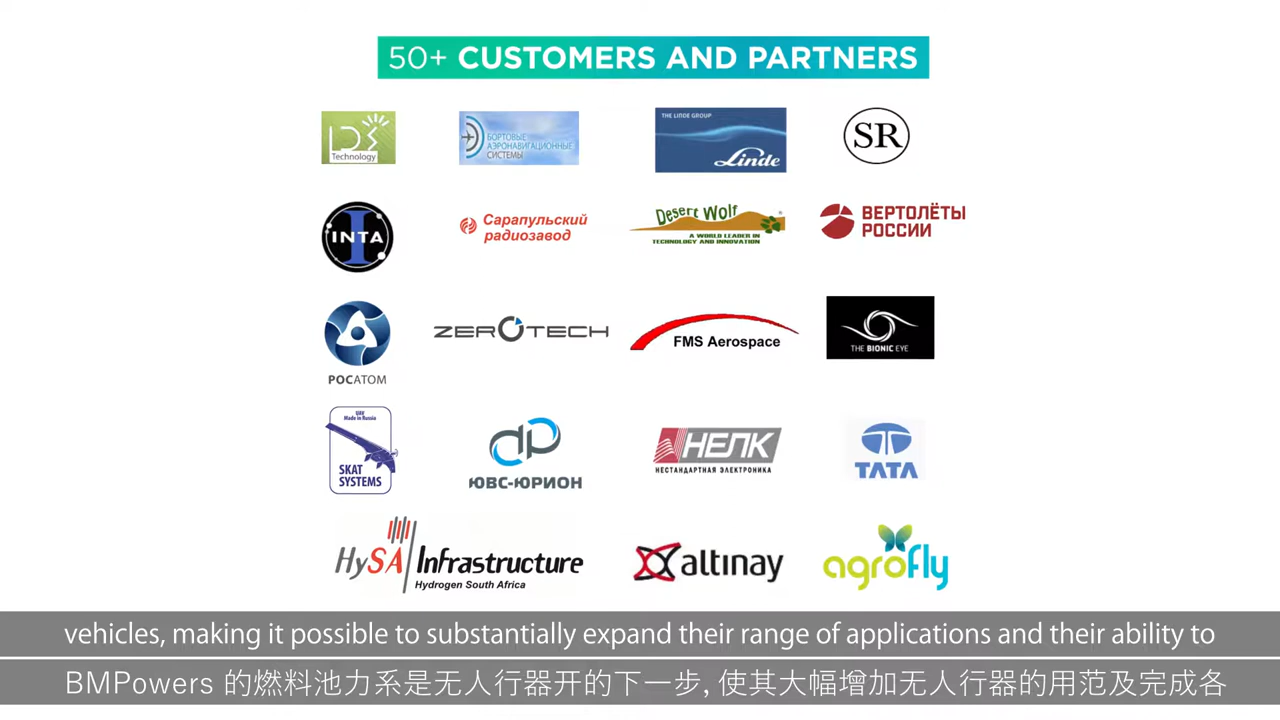 50+ CUSTOMERS AND PARTNERS
LDS
Technology
БОРТОВЫЕ
АЭРОНАВИГАЦИОННЫЕ
СИСТЕМЫ
THE LINDE GROUP
Linde
SR
INTA
Сарапульский
радиозавод
Desert Wolf
A WORLD LEADER IN
TECHNOLOGY AND INNOVATION
ВЕРТОЛЁТЫ
РОССИИ
РОСАТОМ
ZEROTECH
FMS Aerospace
THE BIONIC EYE
UAV
Made in Russia
SKAT
SYSTEMS
ЮВС-ЮРИОН
НЕЛК
НЕСТАНДАРТНАЯ ЭЛЕКТРОНИКА
TATA
HySA Infrastructure
Hydrogen South Africa
altınay
agrofly
vehicles, making it possible to substantially expand their range of applications and their ability to
BMPowers 的燃料池力系是无人行器开的下一步, 使其大幅增加无人行器的用范及完成各